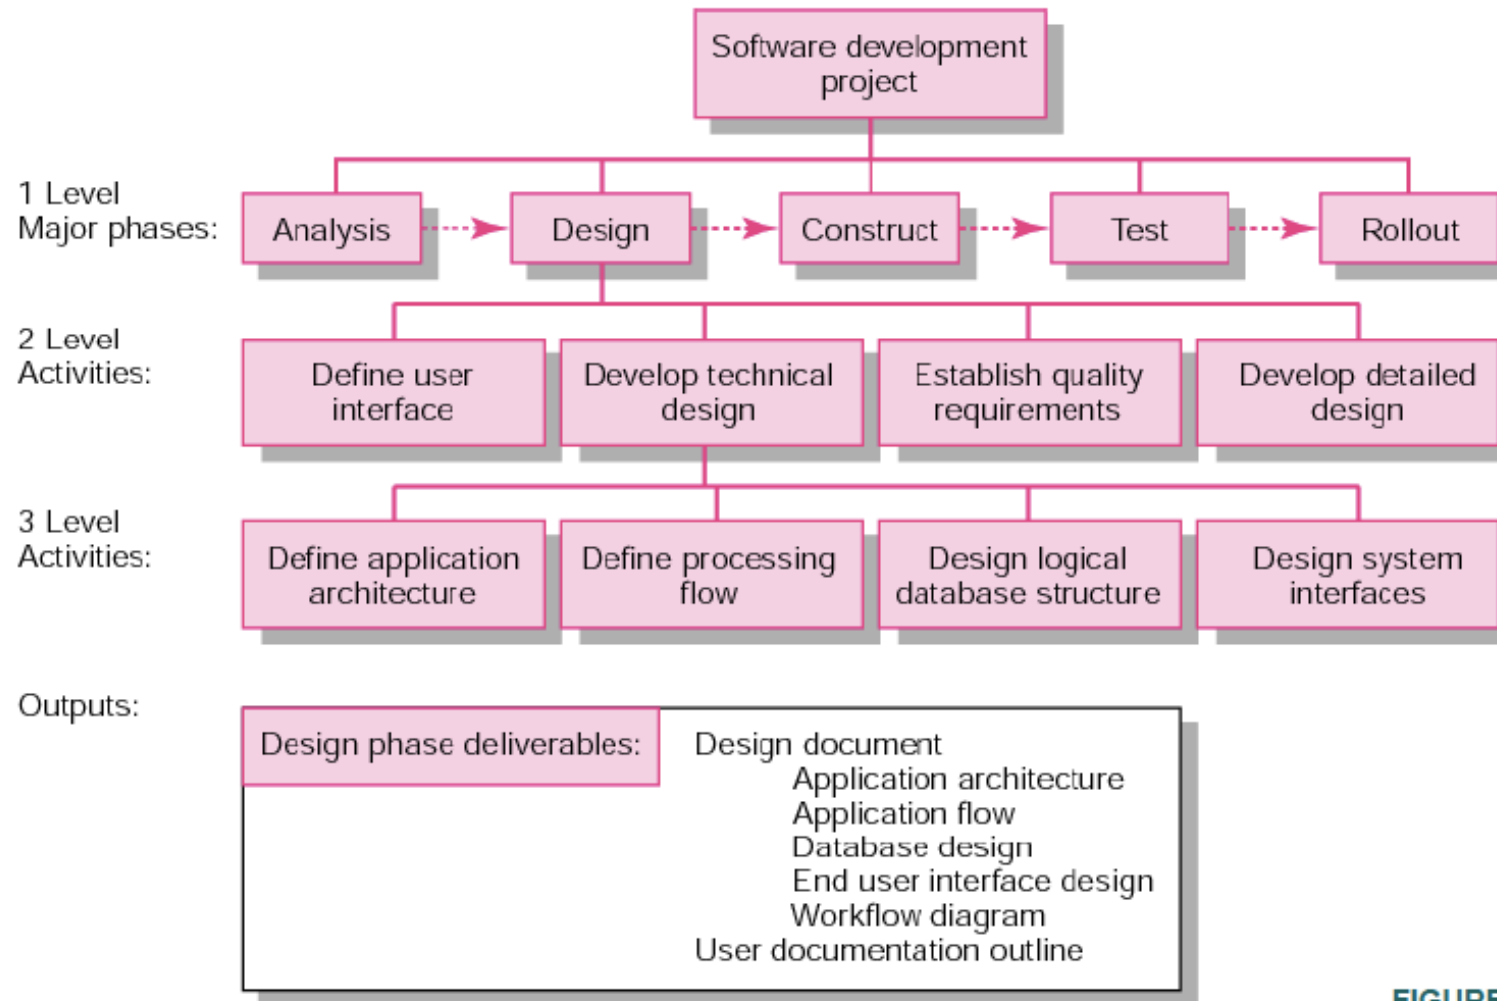 Software development
project
1 Level
Major phases:
Analysis
Design
Construct
Test
Rollout
2 Level
Activities:
Define user
interface
Develop technical
design
Establish quality
requirements
Develop detailed
design
3 Level
Activities:
Define application
architecture
Define processing
flow
Design logical
database structure
Design system
interfaces
Outputs:
Design phase deliverables:
Design document
Application architecture
Application flow
Database design
End user interface design
Workflow diagram
User documentation outline
FIGURE